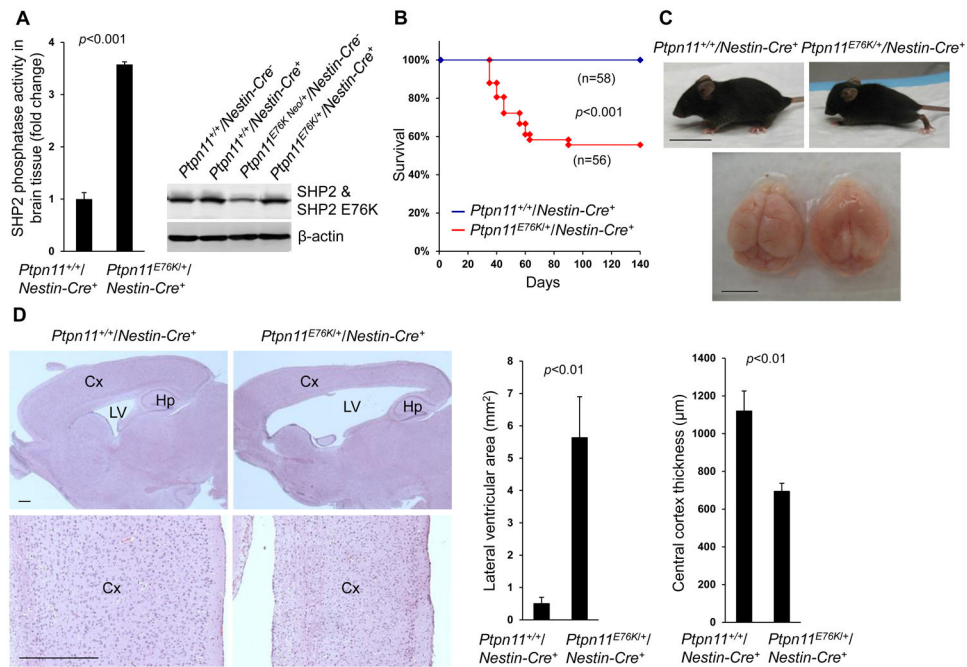 A
SHP2 phosphatase activity in
brain tissue (fold change)
4
3
2
1
0
p<0.001
Ptpn11+/+/
Nestin-Cre+
Ptpn11E76K/+/
Nestin-Cre+
Ptpn11+/+/Nestin-Cre-
Ptpn11+/+/Nestin-Cre+
Ptpn11E76K Neo/+/Nestin-Cre-
Ptpn11E76K/+/Nestin-Cre+
SHP2 &
SHP2 E76K
β-actin
B
Survival
100%
80%
60%
40%
20%
0%
(n=58)
p<0.001
(n=56)
Ptpn11+/+/Nestin-Cre+
Ptpn11E76K/+/Nestin-Cre+
0 20 40 60 80 100 120 140
Days
C
Ptpn11+/+/Nestin-Cre+ Ptpn11E76K/+/Nestin-Cre+
D
Ptpn11+/+/Nestin-Cre+ Ptpn11E76K/+/Nestin-Cre+
Cx
LV
Hp
LV
Hp
Cx
Cx
Lateral ventricular area (mm2)
8
7
6
5
4
3
2
1
0
p<0.01
Ptpn11+/+/
Nestin-Cre+
Ptpn11E76K/+/
Nestin-Cre+
Central cortex thickness (μm)
1400
1200
1000
800
600
400
200
0
p<0.01
Ptpn11+/+/
Nestin-Cre+
Ptpn11E76K/+/
Nestin-Cre+